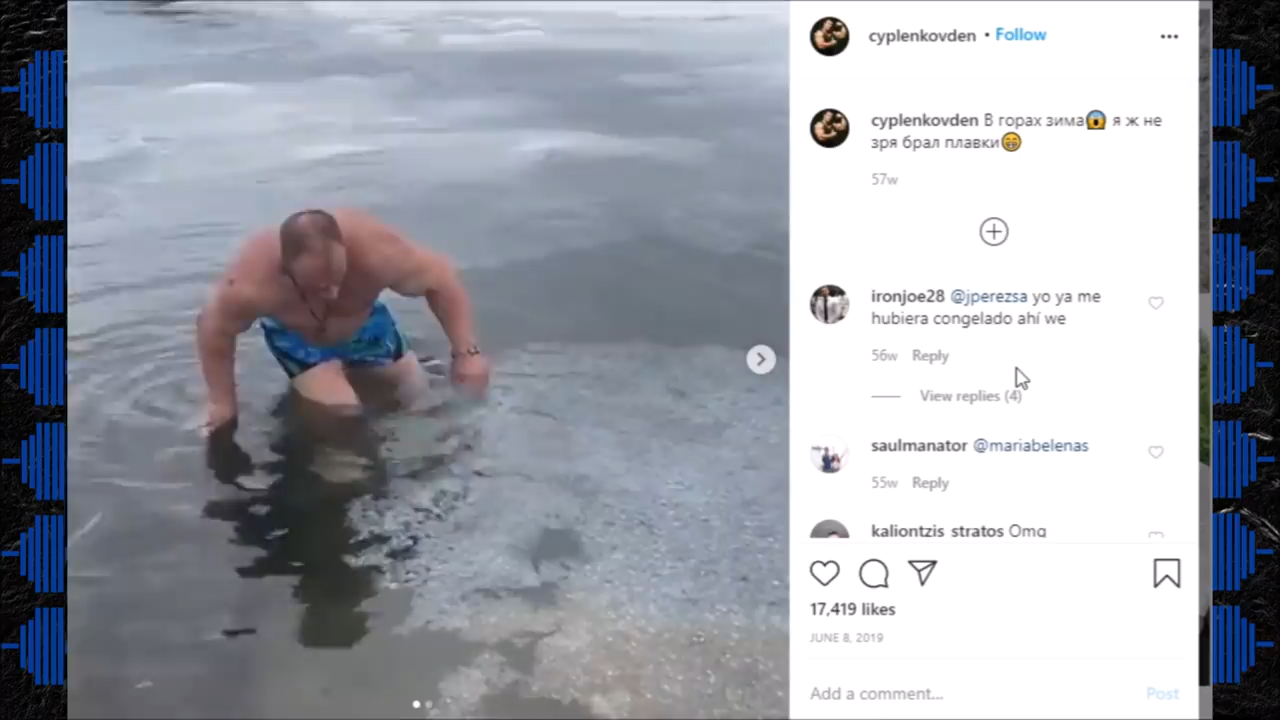 cyplenkovden • Follow
cyplenkovden В горах зима😱 я ж не
зря брал плавки😁
57w
ironjoe28 @jperezsa yo ya me
hubiera congelado ahí we
56w Reply
View replies (4)
saulmanator @mariabelenas
55w Reply
kaliontzis_stratos Omg
17,419 likes
JUNE 8, 2019
Add a comment... Post